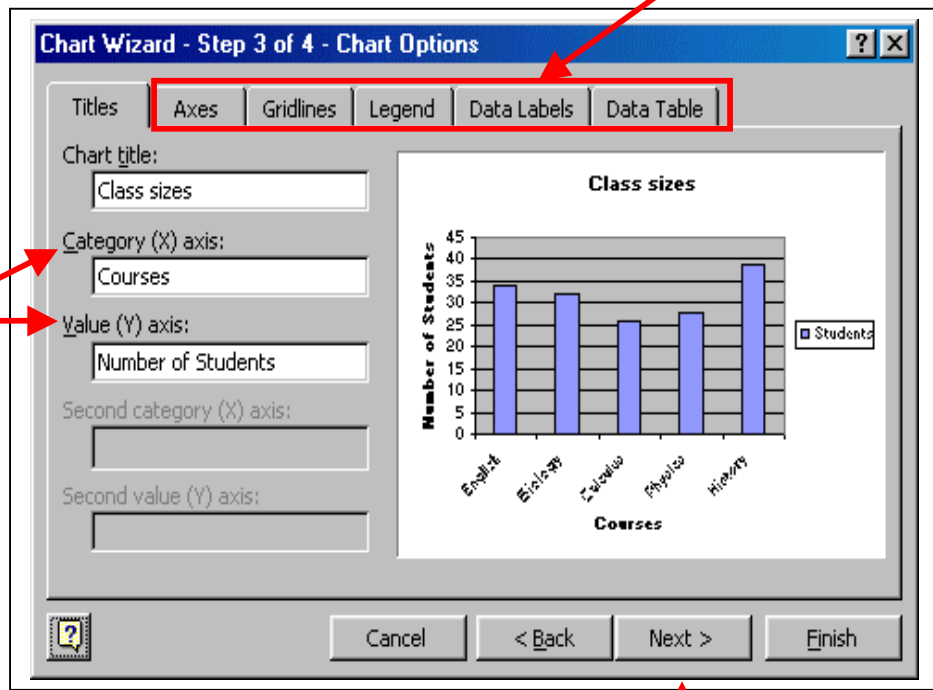 Chart Wizard - Step 3 of 4 - Chart Options
? ×
Titles Axes Gridlines Legend Data Labels Data Table
Chart title:
Class sizes
Category (X) axis:
Courses
Value (Y) axis:
Number of Students
Second category (X) axis:
Second value (Y) axis:
Class sizes
Number of Students
45
40
35
30
25
20
15
10
5
0
English Biology Calculus Physics History
Courses
Students
?
Cancel < Back Next > Finish